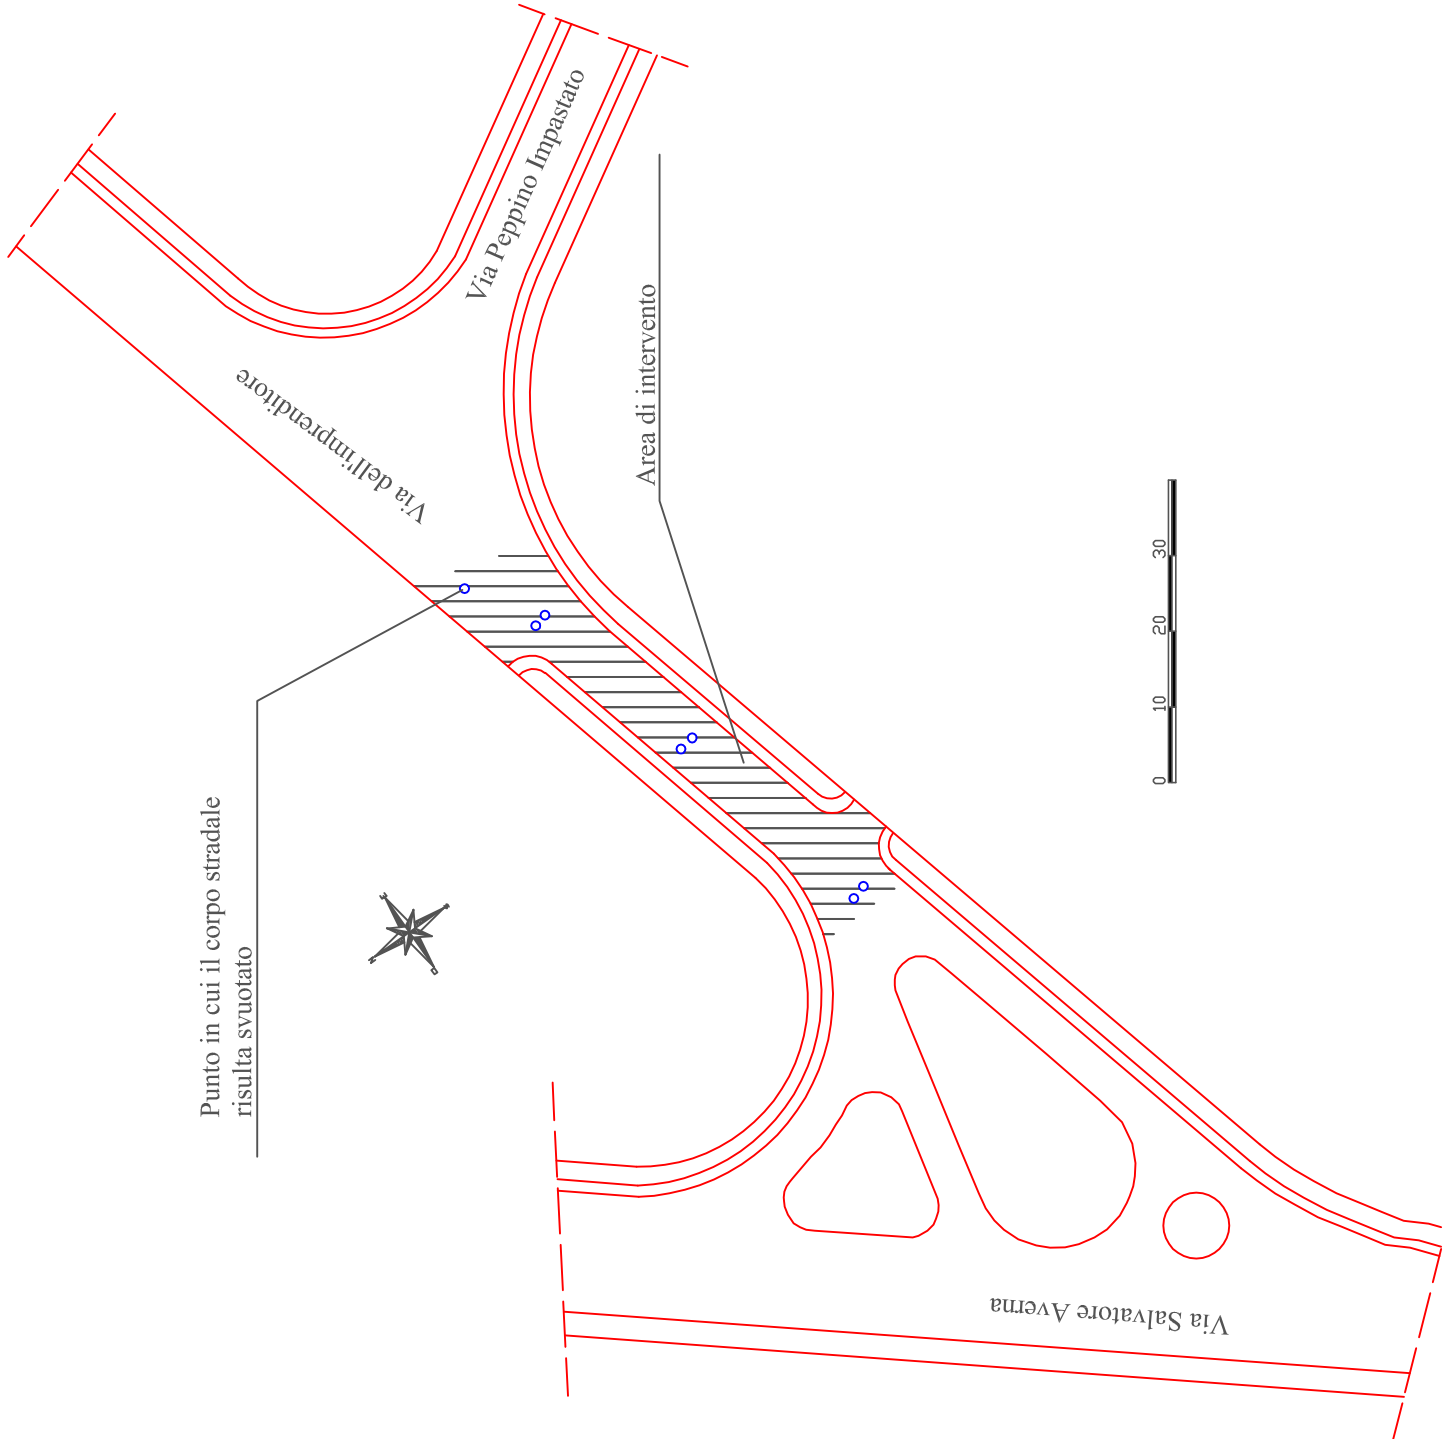 Via Peppino Impastato
Via dell'imprenditore
Area di intervento
Punto in cui il corpo stradale
risulta svuotato
30
20
10
0
Via Salvatore Averna